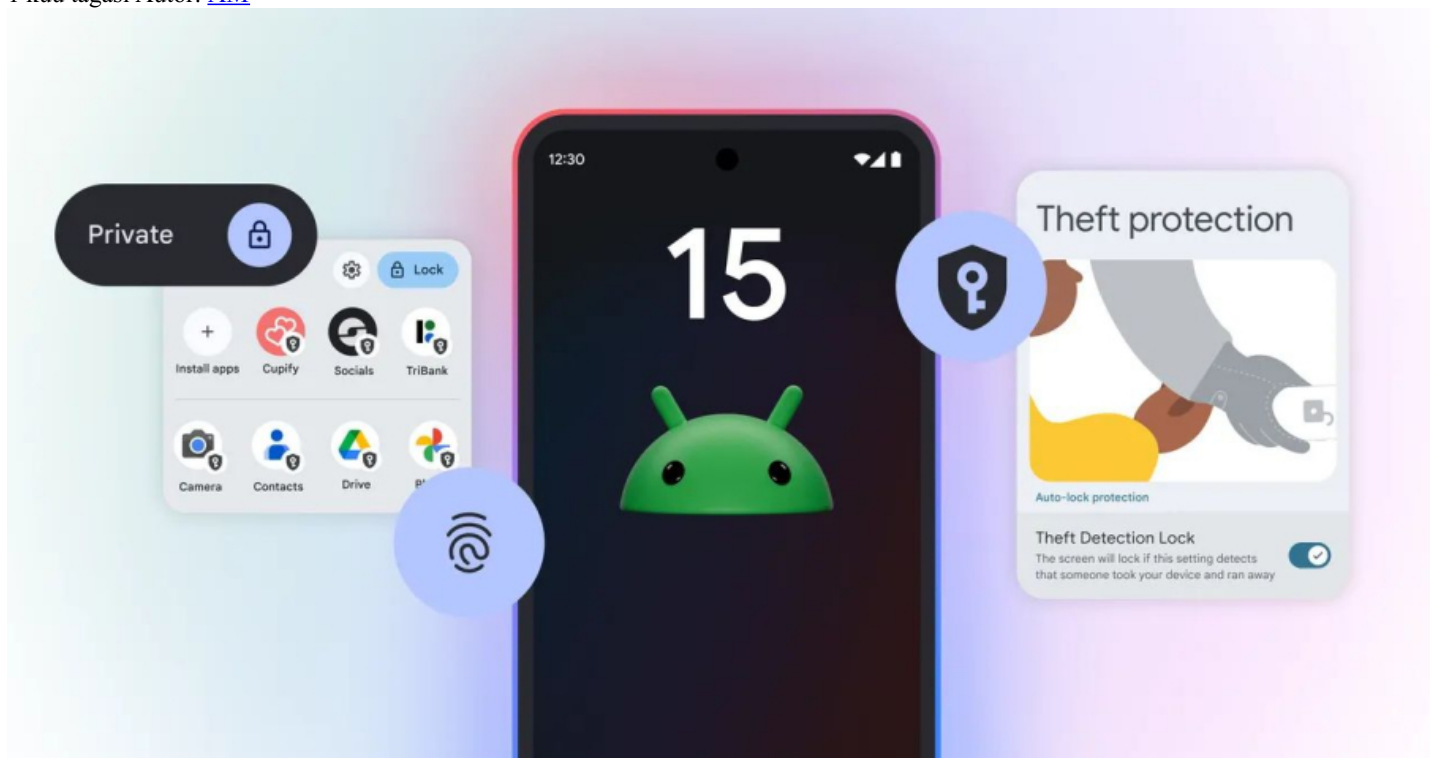 12:30
15
Private
Lock
Install apps
Cupify
Socials
TriBank
Camera
Contacts
Drive
Theft protection
Auto-lock protection
Theft Detection Lock
The screen will lock if this setting detects
that someone took your device and ran away